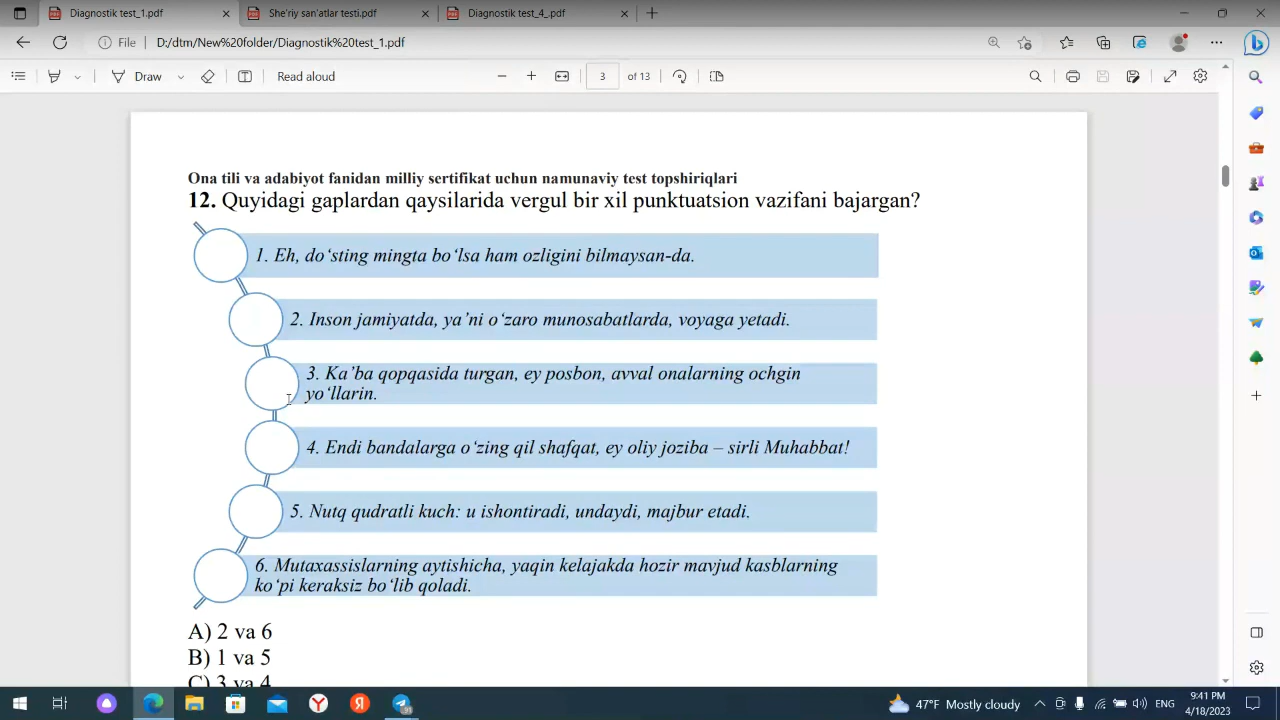 Diagnostik test_1.pdf
She'riy san'atlar testi.pdf
Diagnostik test_4_.pdf
File
D:/dtm/New%20folder/Diagnostik%20test_1.pdf
Draw
Read aloud
3
of 13
Ona tili va adabiyot fanidan milliy sertifikat uchun namunaviy test topshiriqlari
12. Quyidagi gaplardan qaysilarida vergul bir xil punktuatsion vazifani bajargan?
1. Eh, do‘sting mingta bo‘lsa ham ozligini bilmaysan-da.
2. Inson jamiyatda, ya’ni o‘zaro munosabatlarda, voyaga yetadi.
3. Ka’ba qopqasida turgan, ey posbon, avval onalarning ochgin
yo‘llarin.
4. Endi bandalarga o‘zing qil shafqat, ey oliy joziba – sirli Muhabbat!
5. Nutq qudratli kuch: u ishontiradi, undaydi, majbur etadi.
6. Mutaxassislarning aytishicha, yaqin kelajakda hozir mavjud kasblarning
ko‘pi keraksiz bo‘lib qoladi.
A) 2 va 6
B) 1 va 5
C) 3 va 4
47°F Mostly cloudy
ENG
9:41 PM
4/18/2023